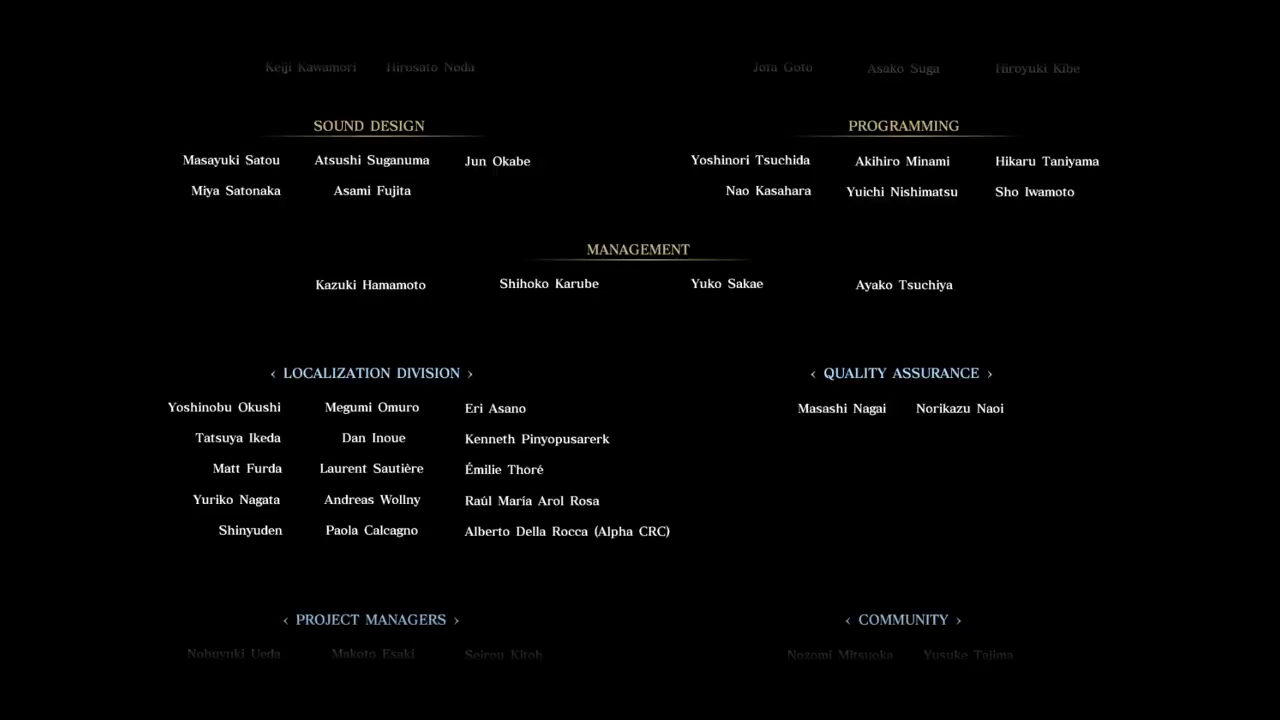 Keiji Kawamori Hirosato Noda Jota Goto Asako Suga Hiroyuki Kibe
SOUND DESIGN
Masayuki Satou Atsushi Suganuma Jun Okabe
Miya Satonaka Asami Fujita
PROGRAMMING
Yoshinori Tsuchida Akihiro Minami Hikaru Taniyama
Nao Kasahara Yuichi Nishimatsu Sho Iwamoto
MANAGEMENT
Kazuki Hamamoto Shihoko Karube Yuko Sakae Ayako Tsuchiya
‹ LOCALIZATION DIVISION ›
Yoshinobu Okushi Megumi Omuro Eri Asano
Tatsuya Ikeda Dan Inoue Kenneth Pinyopusarerk
Matt Furda Laurent Sautière Émilie Thoré
Yuriko Nagata Andreas Wollny Raúl María Arol Rosa
Shinyuden Paola Calcagno Alberto Della Rocca (Alpha CRC)
‹ QUALITY ASSURANCE ›
Masashi Nagai Norikazu Naoi
‹ PROJECT MANAGERS ›
Nobuyuki Ueda Makoto Esaki Seirou Kitoh
‹ COMMUNITY ›
Nozomi Mitsuoka Yusuke Tajima